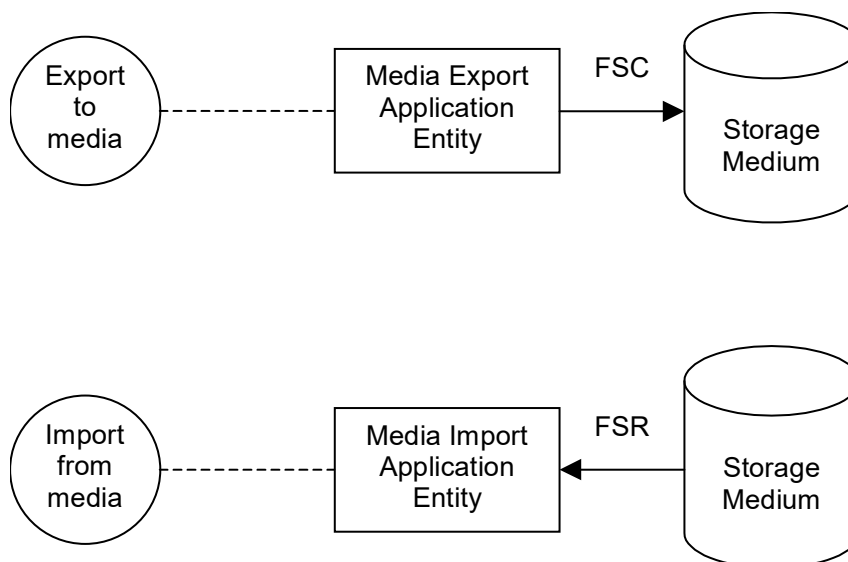 Export
to
media
Media Export
Application
Entity
FSC
Storage
Medium
Import
from
media
Media Import
Application
Entity
FSR
Storage
Medium